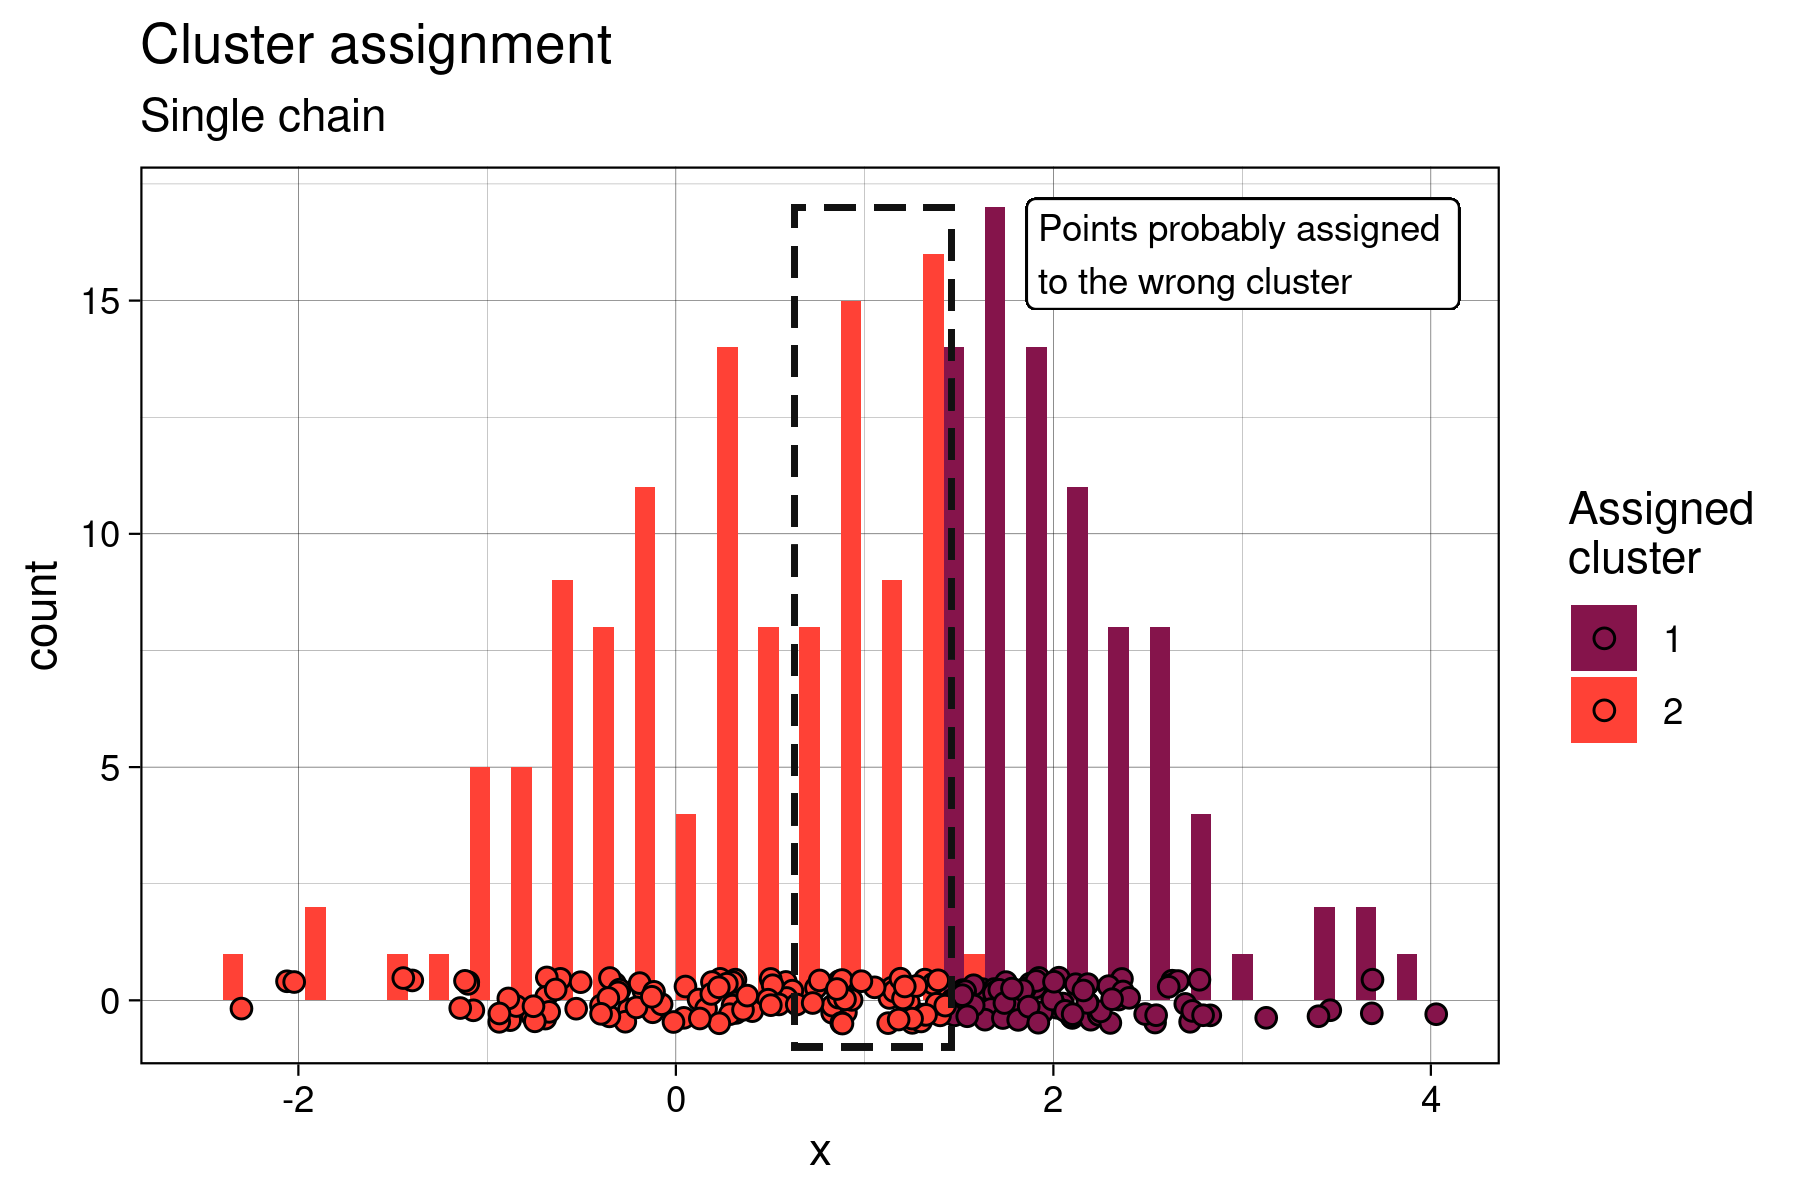 Cluster assignment
Single chain
Points probably assigned
to the wrong cluster
15
10
5
0
count
-2
0
2
4
x
Assigned
cluster
1
2